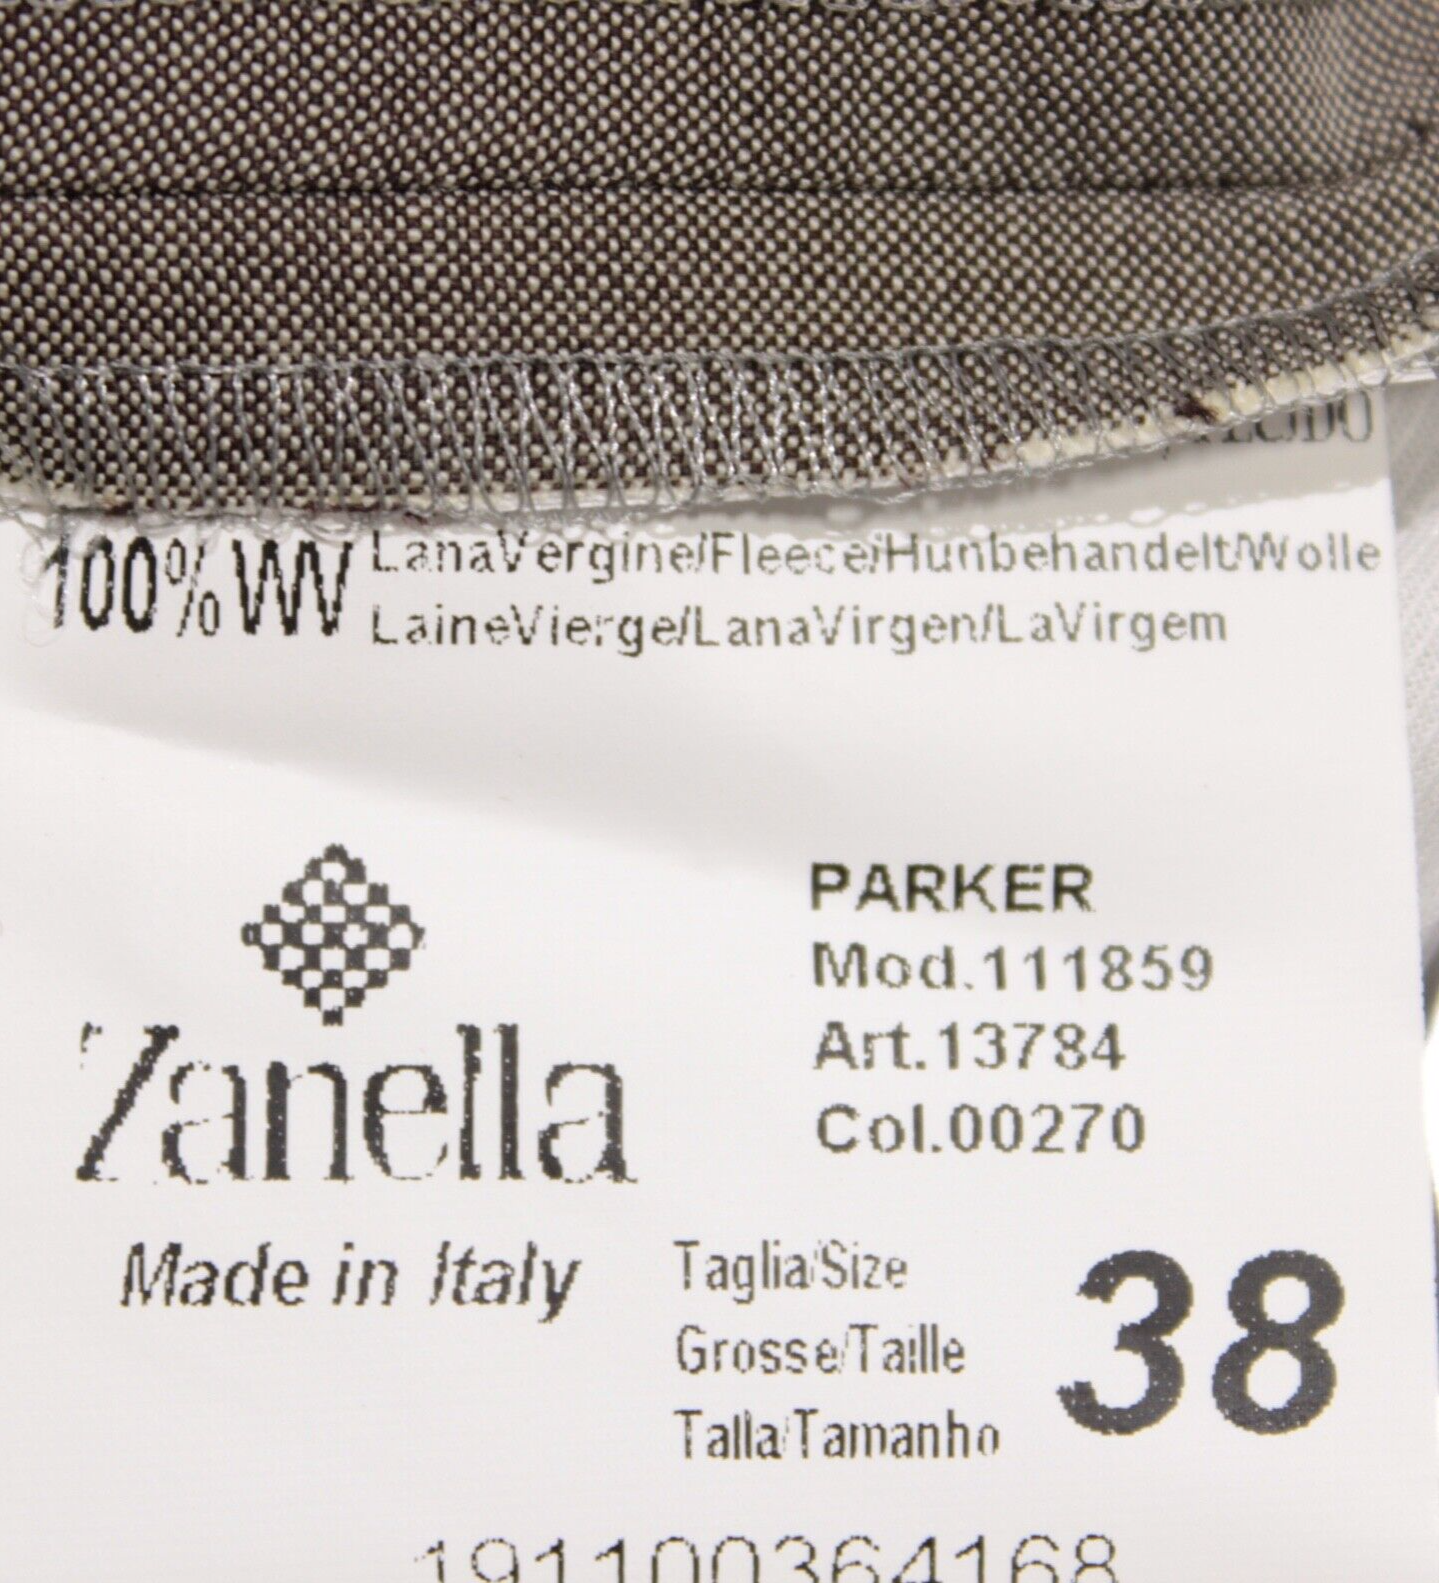 100% WV LanaVergine/Fleece/Hunbehandelt/Wolle
LaineVierge/LanaVirgen/LaVirgem
Zanella
Made in Italy
PARKER
Mod.111859
Art.13784
Col.00270
Taglia/Size
Grosse/Taille
Talla/Tamanho
38
191100364168